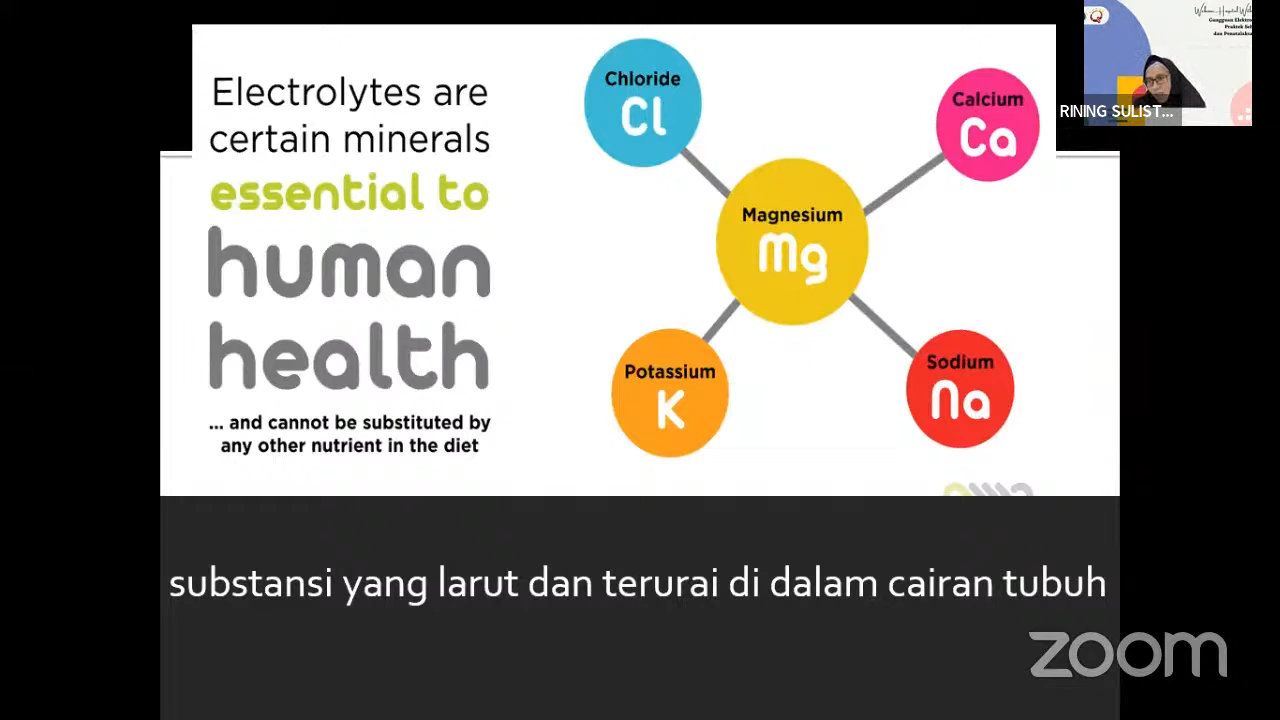 Electrolytes are
certain minerals
essential to
human
health
... and cannot be substituted by
any other nutrient in the diet
Chloride
Cl
Calcium
Ca
Magnesium
Mg
Potassium
K
Sodium
Na
substansi yang larut dan terurai di dalam cairan tubuh
RINING SULIST...
zoom